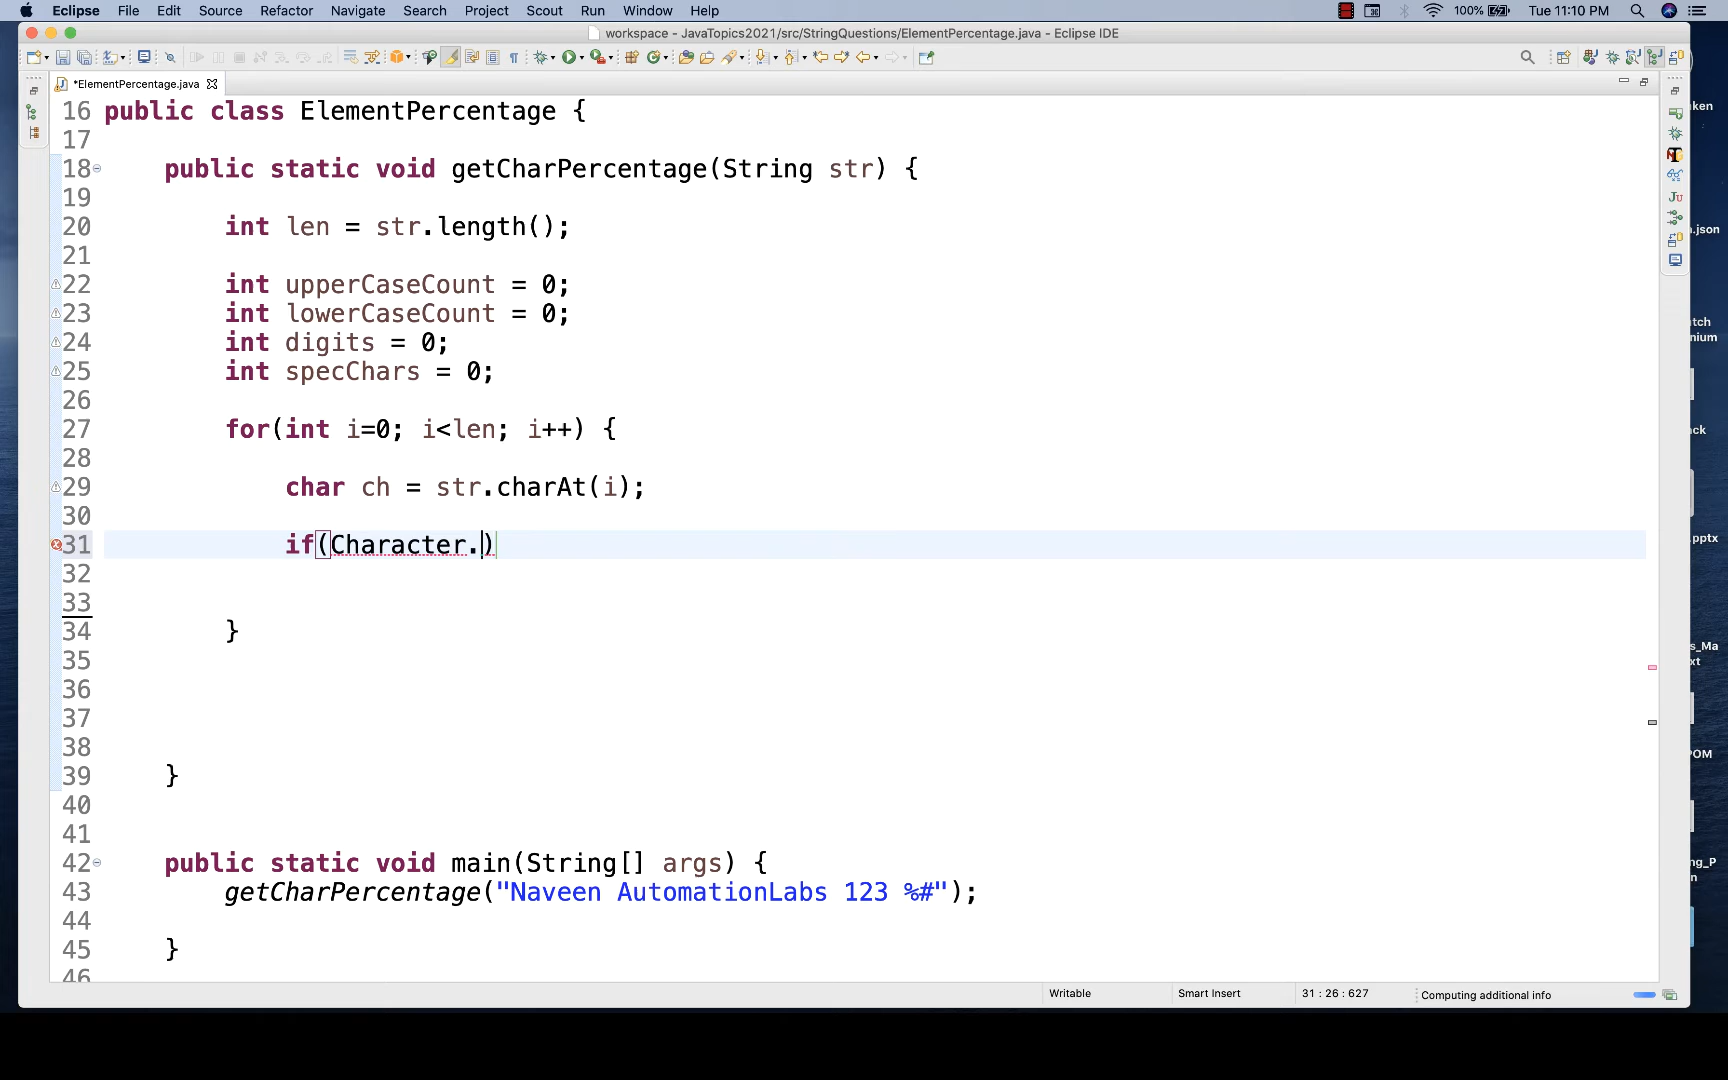 Eclipse File Edit Source Refactor Navigate Search Project Scout Run Window Help 100% Tue 11:10 PM
workspace - JavaTopics2021/src/StringQuestions/ElementPercentage.java - Eclipse IDE
*ElementPercentage.java
16 public class ElementPercentage {
17
18 public static void getCharPercentage(String str) {
19
20 int len = str.length();
21
22 int upperCaseCount = 0;
23 int lowerCaseCount = 0;
24 int digits = 0;
25 int specChars = 0;
26
27 for(int i=0; i<len; i++) {
28
29 char ch = str.charAt(i);
30
31 if(Character.)
32
33
34 }
35
36
37
38
39 }
40
41
42 public static void main(String[] args) {
43 getCharPercentage("Naveen AutomationLabs 123 %#");
44
45 }
46
Writable Smart Insert 31 : 26 : 627 Computing additional info
ken
.json
tch
nium
ck
.pptx
s_Ma
xt
POM
ng_P
n